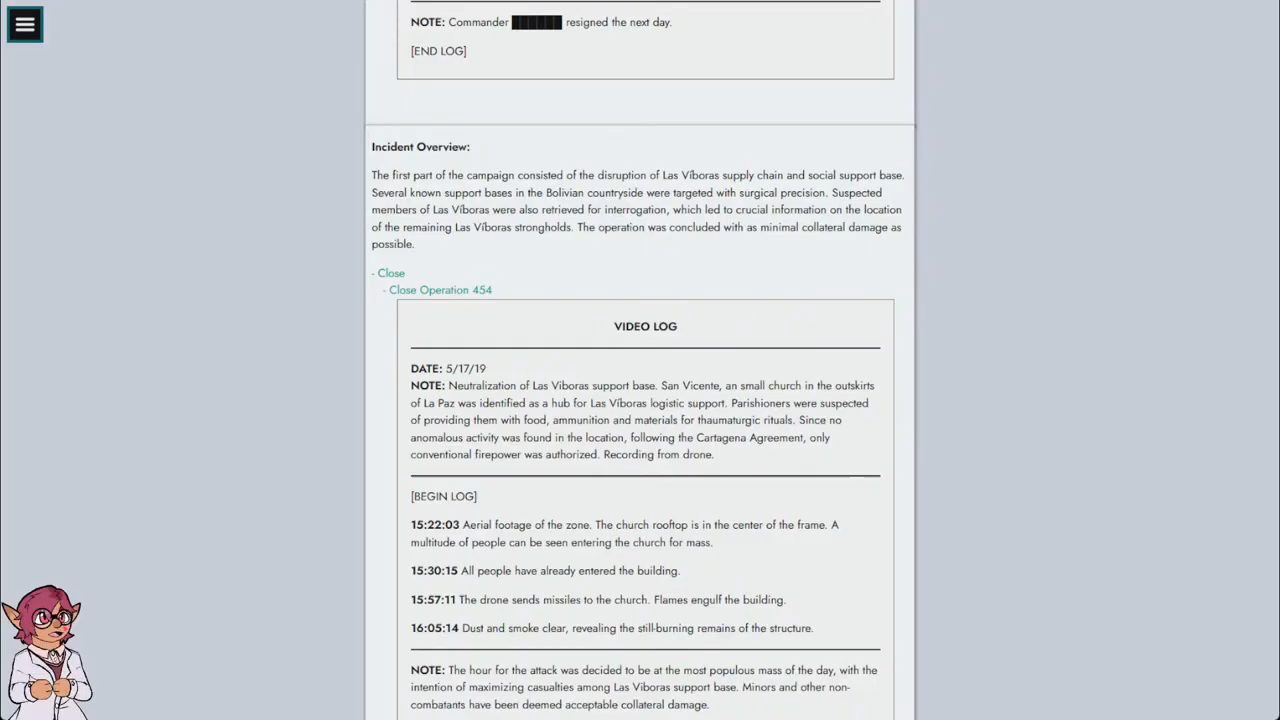 NOTE: Commander ██████ resigned the next day.
[END LOG]
Incident Overview:
The first part of the campaign consisted of the disruption of Las Víboras supply chain and social support base.
Several known support bases in the Bolivian countryside were targeted with surgical precision. Suspected
members of Las Víboras were also retrieved for interrogation, which led to crucial information on the location
of the remaining Las Víboras strongholds. The operation was concluded with as minimal collateral damage as
possible.
- Close
- Close Operation 454
VIDEO LOG
DATE: 5/17/19
NOTE: Neutralization of Las Viboras support base. San Vicente, an small church in the outskirts
of La Paz was identified as a hub for Las Víboras logistic support. Parishioners were suspected
of providing them with food, ammunition and materials for thaumaturgic rituals. Since no
anomalous activity was found in the location, following the Cartagena Agreement, only
conventional firepower was authorized. Recording from drone.
[BEGIN LOG]
15:22:03 Aerial footage of the zone. The church rooftop is in the center of the frame. A
multitude of people can be seen entering the church for mass.
15:30:15 All people have already entered the building.
15:57:11 The drone sends missiles to the church. Flames engulf the building.
16:05:14 Dust and smoke clear, revealing the still-burning remains of the structure.
NOTE: The hour for the attack was decided to be at the most populous mass of the day, with the
intention of maximizing casualties among Las Viboras support base. Minors and other non-
combatants have been deemed acceptable collateral damage.